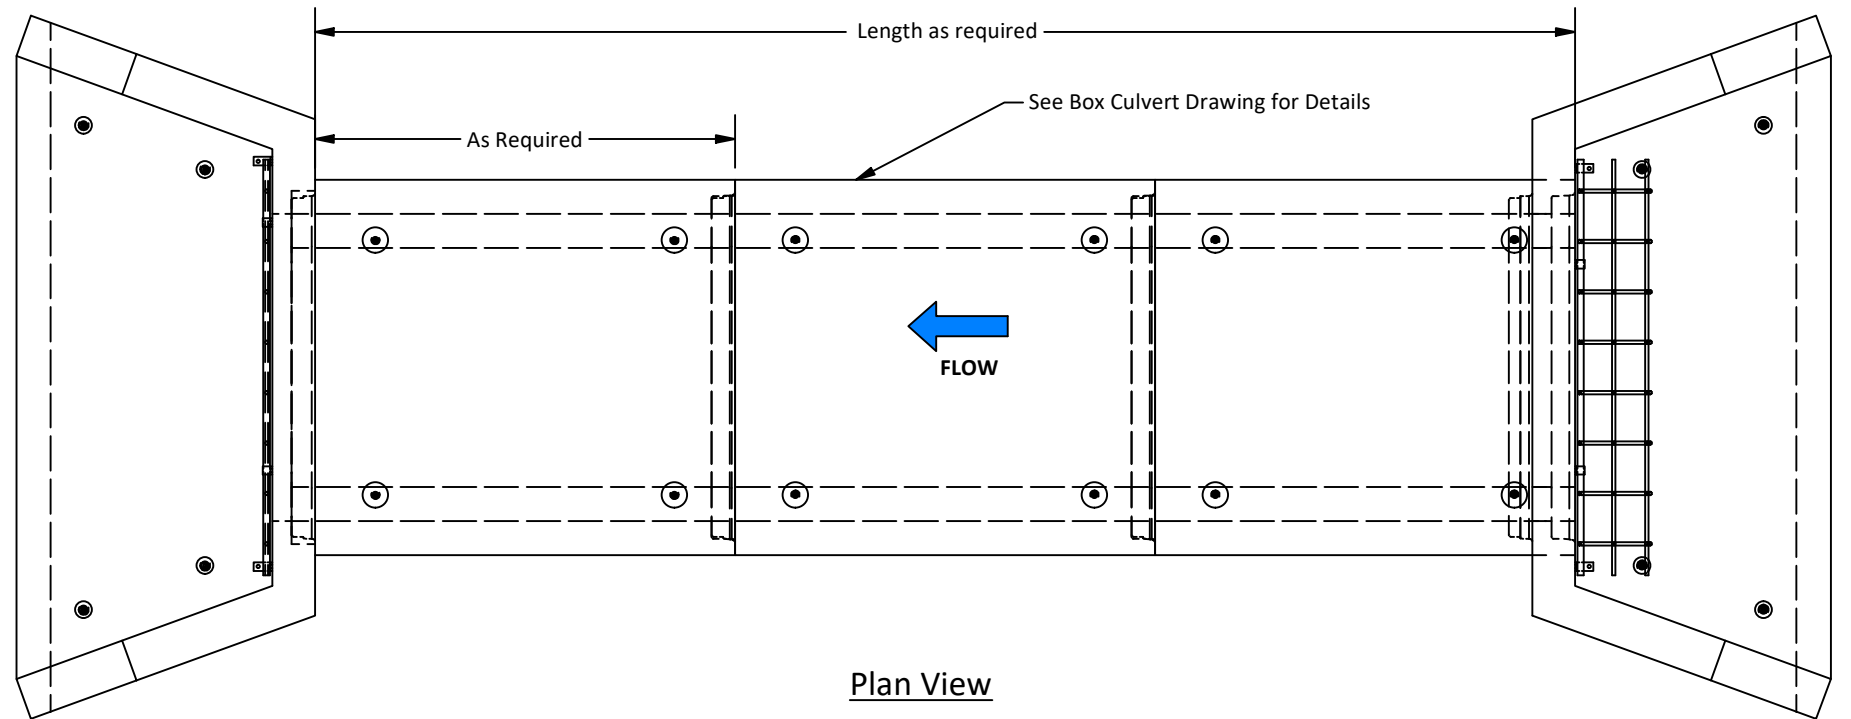 Length as required
See Box Culvert Drawing for Details
As Required
FLOW
Plan View